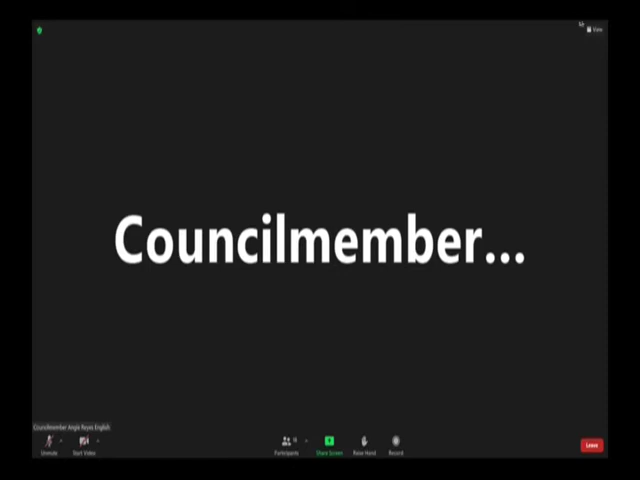 View
Councilmember...
Councilmember Angie Reyes English
Unmute Start Video Participants Share Screen Raise Hand Record Leave